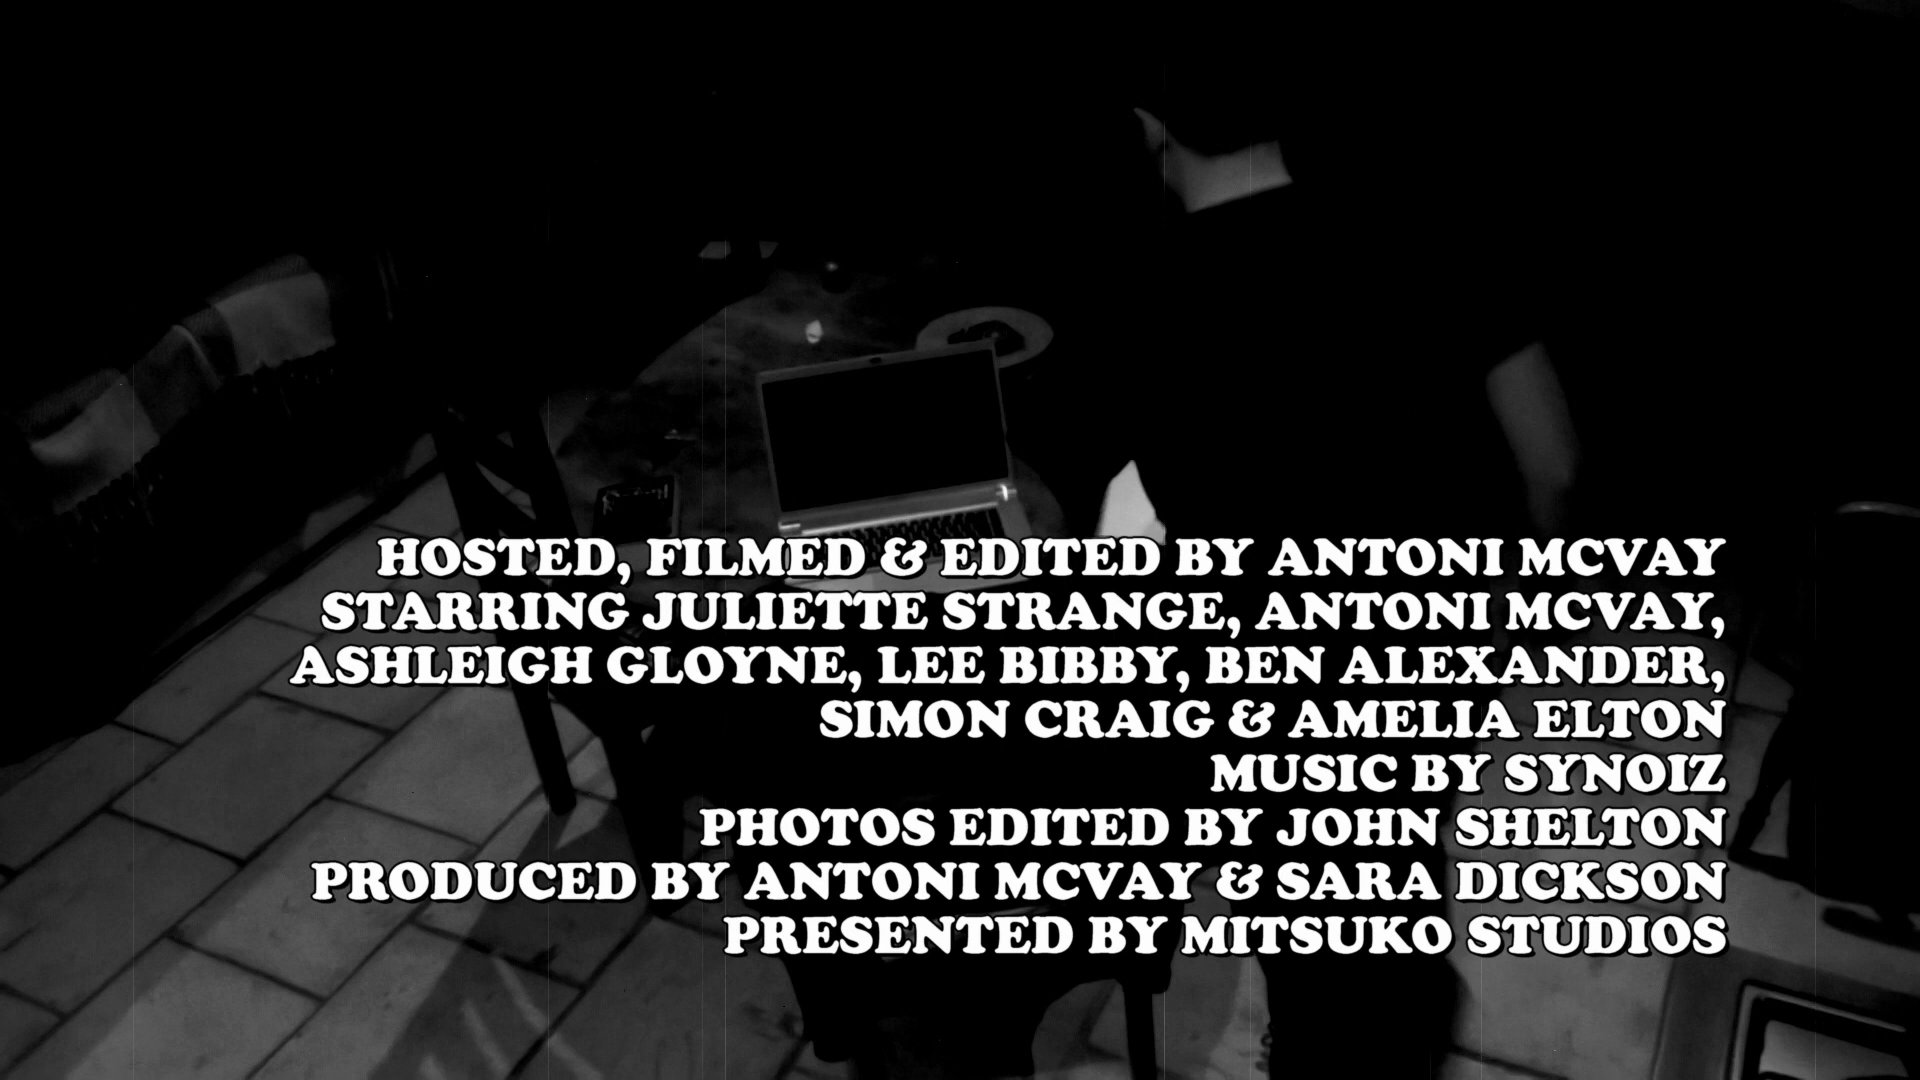 HOSTED, FILMED & EDITED BY ANTONI MCVAY
STARRING JULIETTE STRANGE, ANTONI MCVAY,
ASHLEIGH GLOYNE, LEE BIBBY, BEN ALEXANDER,
SIMON CRAIG & AMELIA ELTON
MUSIC BY SYNOIZ
PHOTOS EDITED BY JOHN SHELTON
PRODUCED BY ANTONI MCVAY & SARA DICKSON
PRESENTED BY MITSUKO STUDIOS